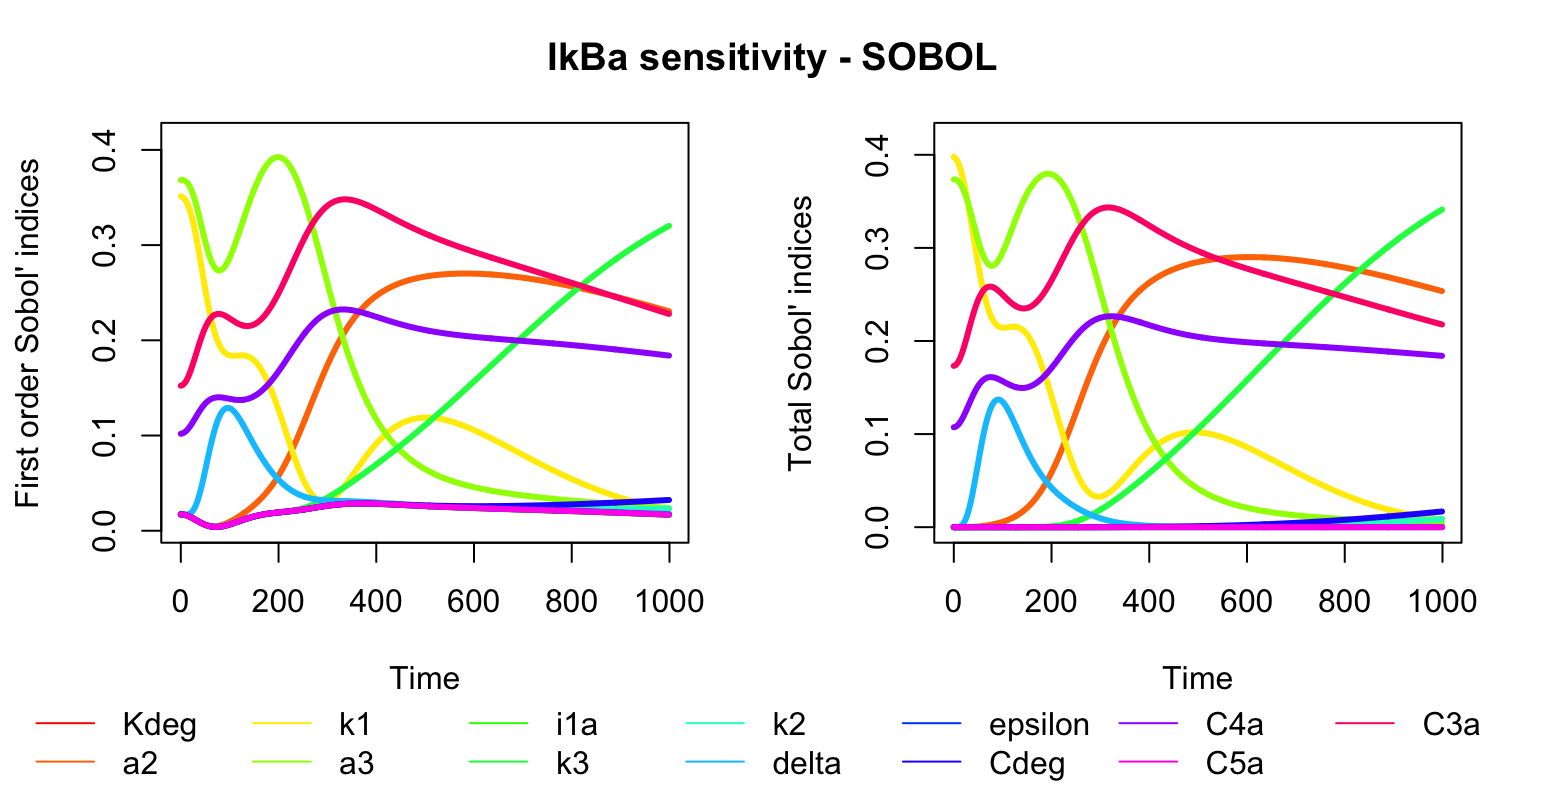 IkBa sensitivity - SOBOL
First order Sobol' indices
0.0 0.1 0.2 0.3 0.4
0 200 400 600 800 1000
Time
Total Sobol' indices
0.0 0.1 0.2 0.3 0.4
0 200 400 600 800 1000
Time
Kdeg k1 i1a k2 epsilon C4a C3a
a2 a3 k3 delta Cdeg C5a